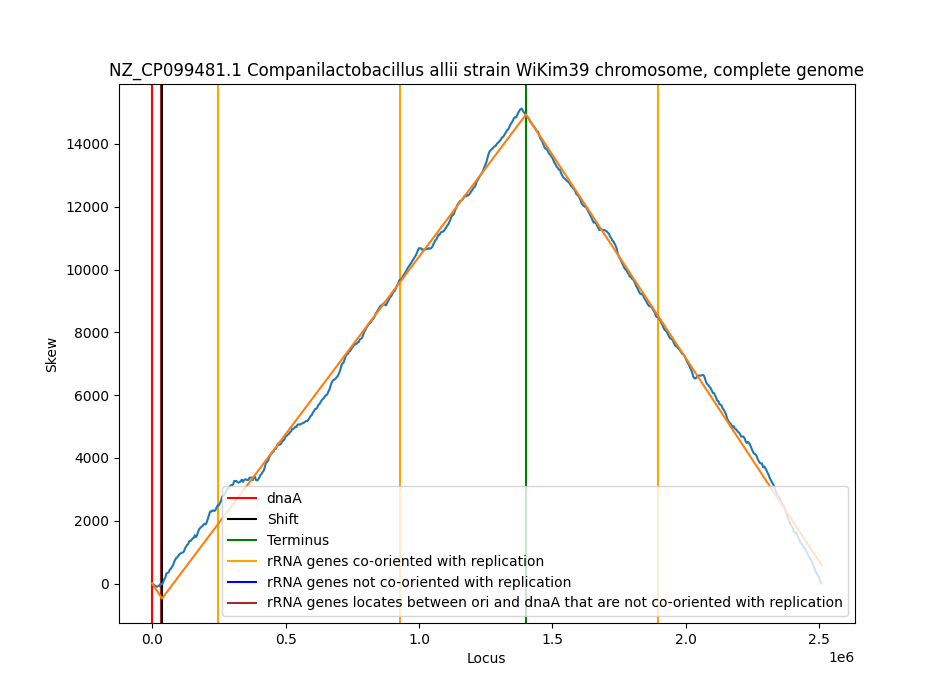 NZ_CP099481.1 Companilactobacillus allii strain WiKim39 chromosome, complete genome
14000
12000
10000
8000
6000
4000
2000
0
Skew
dnaA
Shift
Terminus
rRNA genes co-oriented with replication
rRNA genes not co-oriented with replication
rRNA genes locates between ori and dnaA that are not co-oriented with replication
0.0 0.5 1.0 1.5 2.0 2.5
1e6
Locus